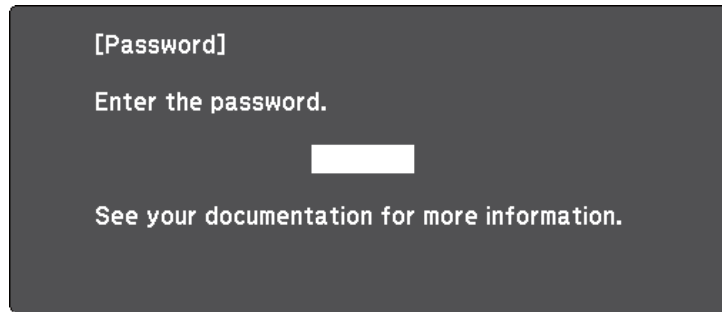 [Password]
Enter the password.
See your documentation for more information.